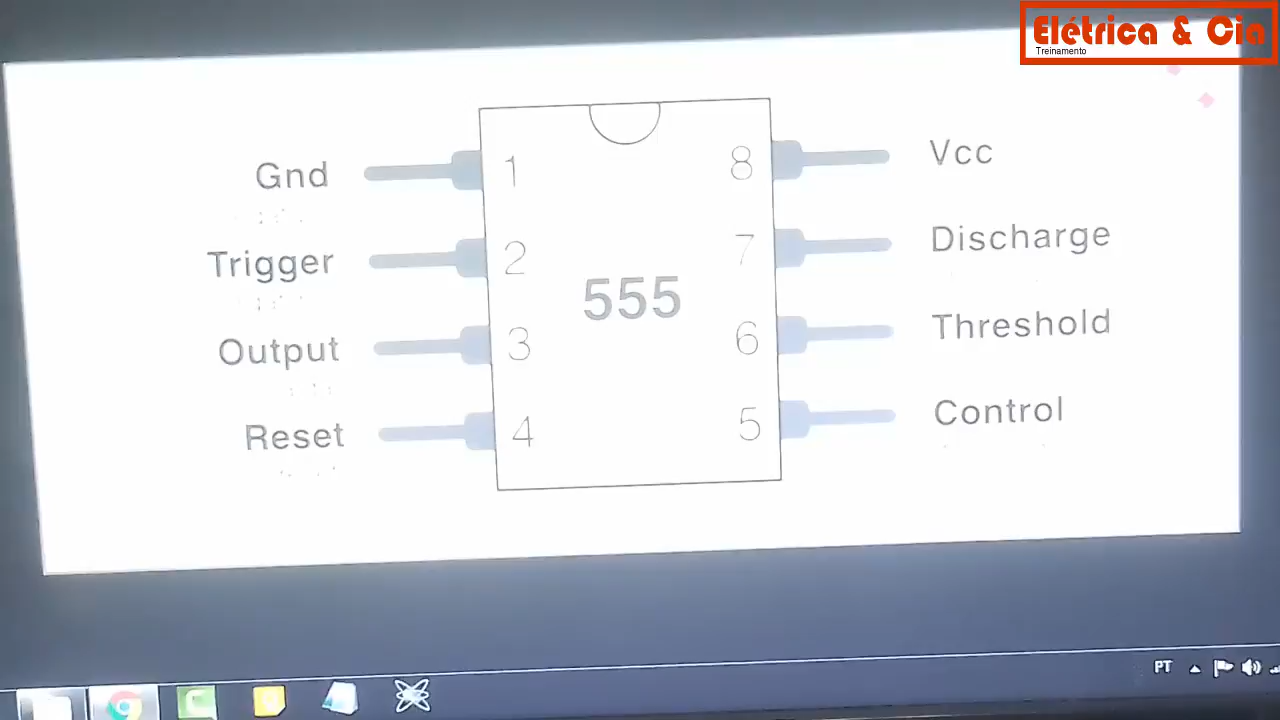 Elétrica & Cia
Treinamento
Gnd 1 8 Vcc
Trigger 2 7 Discharge
555
Output 3 6 Threshold
Reset 4 5 Control
PT